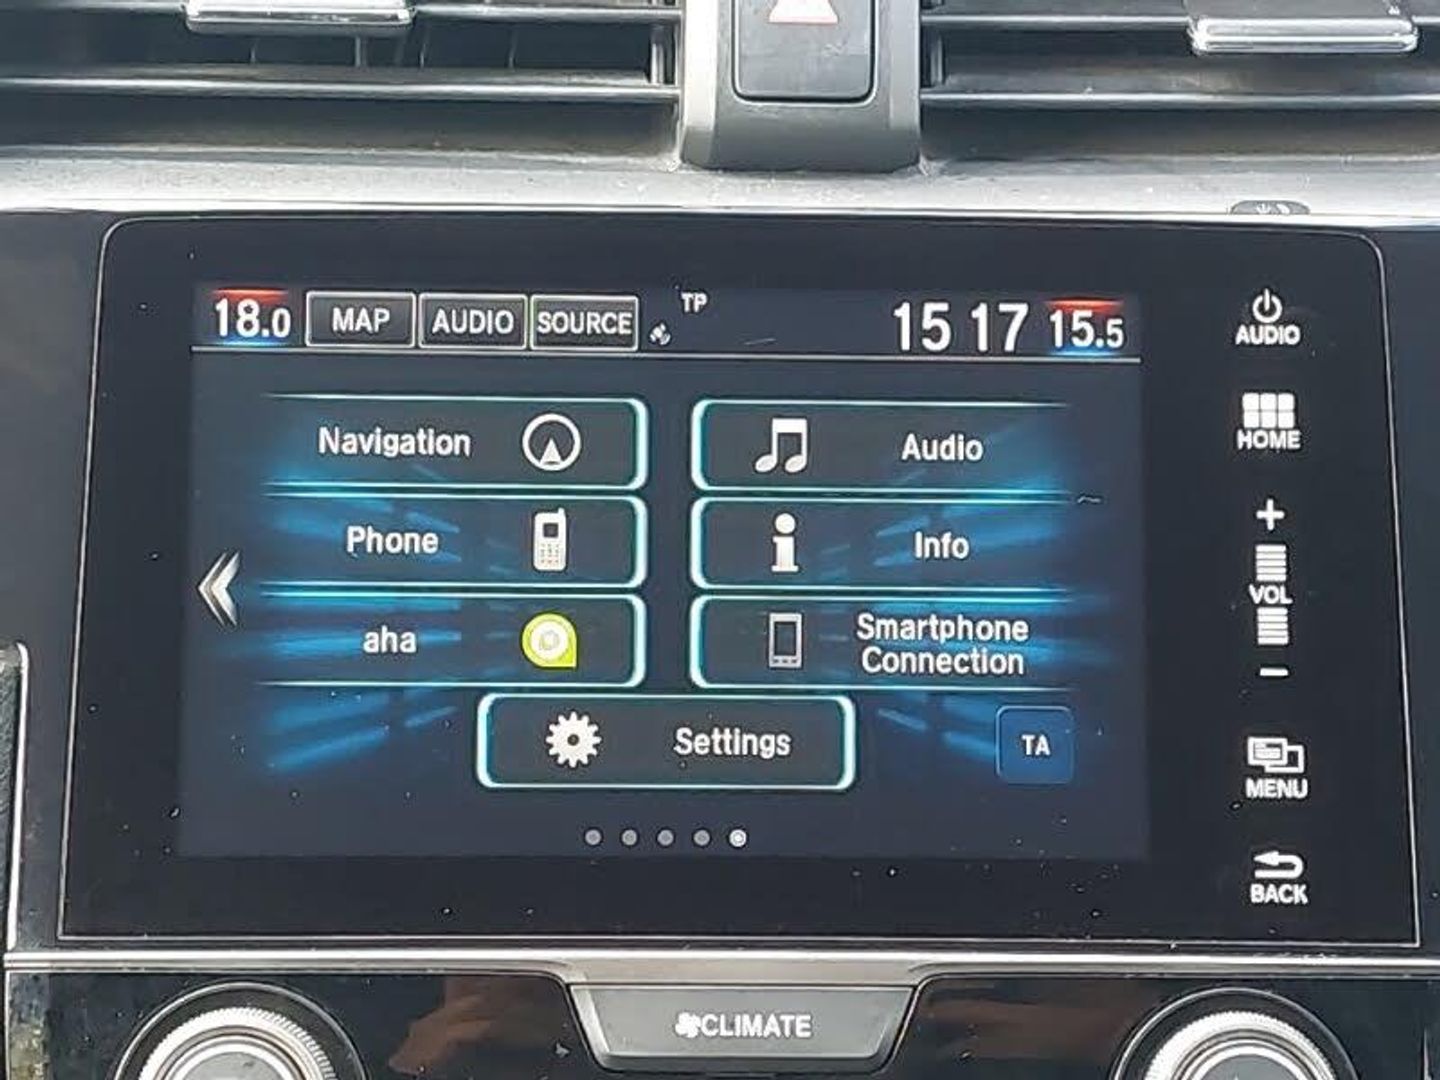 18.0 MAP AUDIO SOURCE TP 15 17 15.5
AUDIO
HOME
Navigation
Audio
Phone
Info
aha
Smartphone
Connection
Settings
TA
+
VOL
−
MENU
BACK
CLIMATE